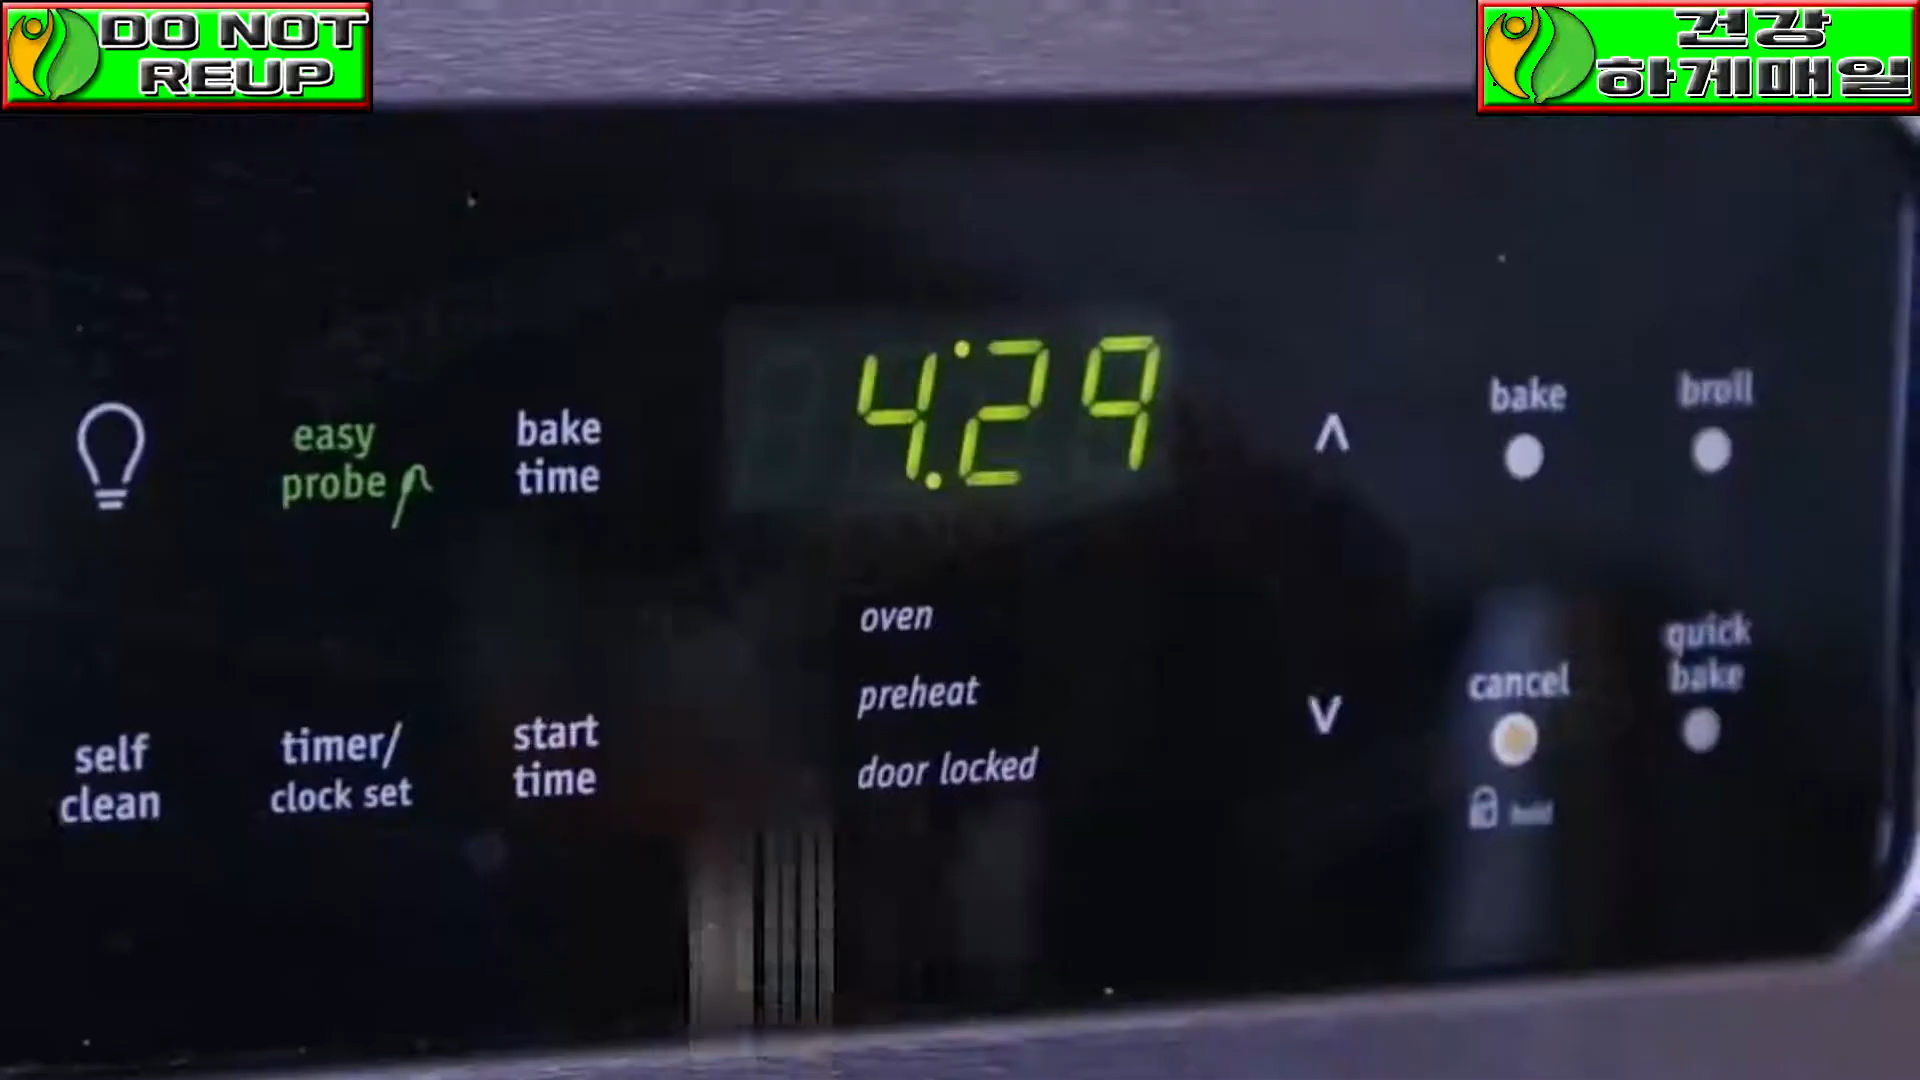 DO NOT
REUP
건강
하게매일
4:29
easy
probe
bake
time
bake
broil
oven
preheat
door locked
self
clean
timer/
clock set
start
time
cancel
hold
quick
bake